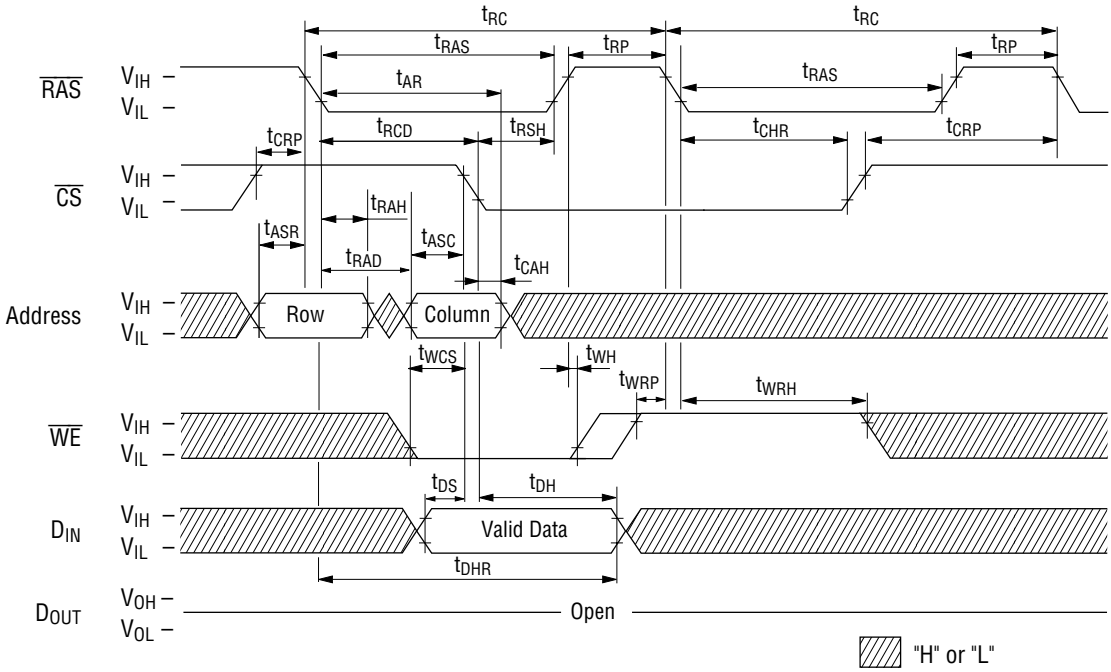 tRC tRC
tRAS tRP tRP
tAR tRAS
RAS VIH –
VIL –
tRCD tRSH tCHR tCRP
tCRP
CS VIH
VIL
tRAH
tASR tASC
tRAD tCAH
Address VIH – Row Column
VIL –
tWCS tWH
tWRP tWRH
WE VIH –
VIL –
tDS tDH
DIN VIH – Valid Data
VIL –
tDHR
DOUT VOH – Open
VOL –
"H" or "L"